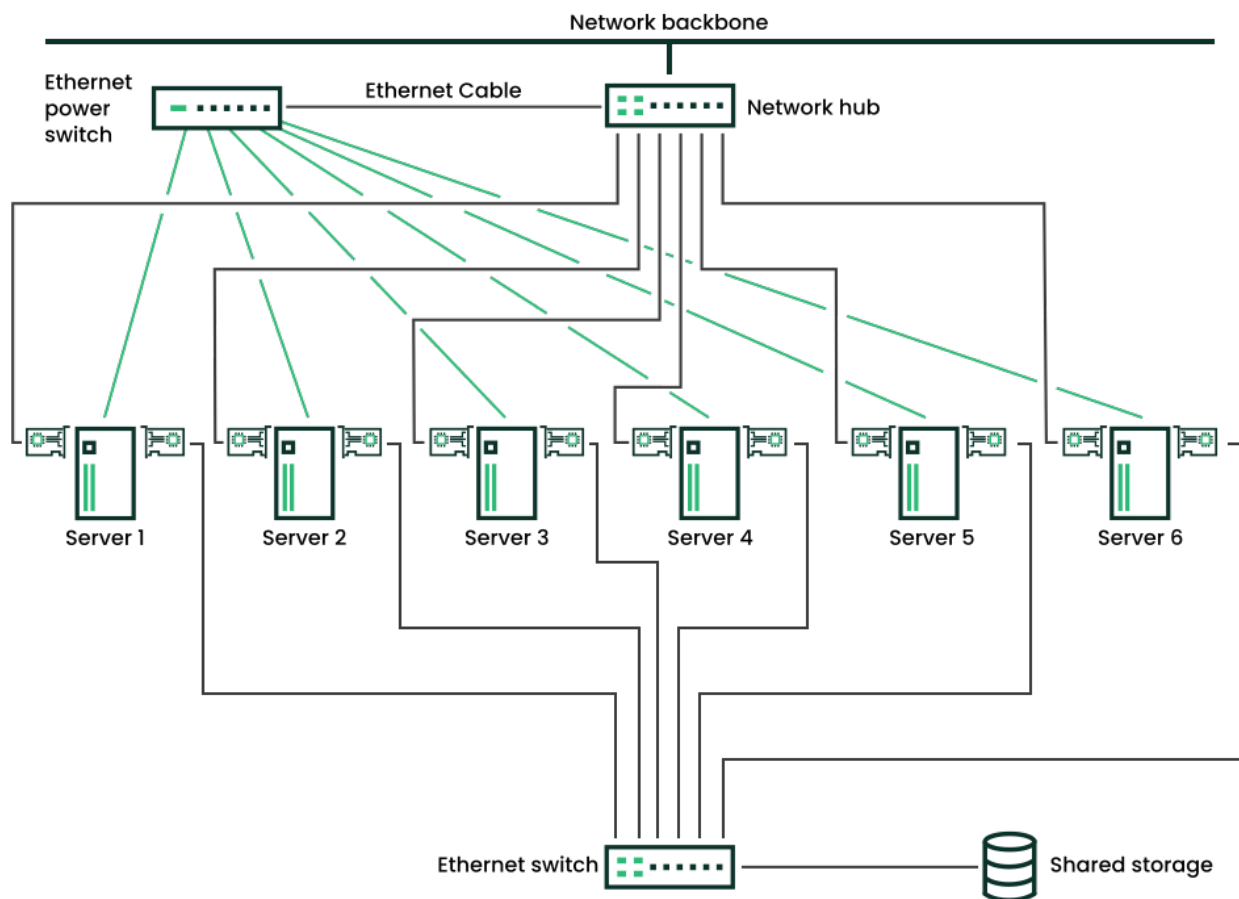 Network backbone
Ethernet
power
switch
Ethernet Cable
Network hub
Server 1
Server 2
Server 3
Server 4
Server 5
Server 6
Ethernet switch
Shared storage